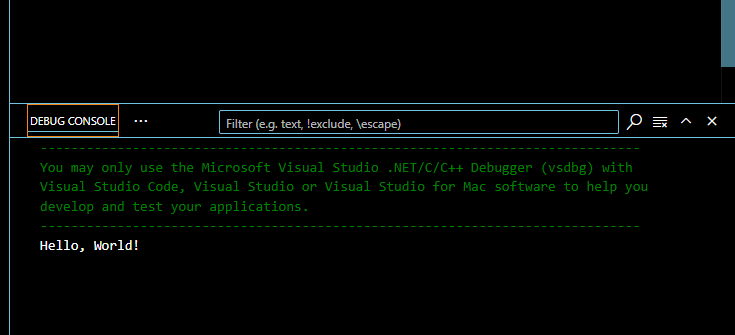 DEBUG CONSOLE ... Filter (e.g. text, !exclude, \escape)
-----------------------------------------------------------------------------
You may only use the Microsoft Visual Studio .NET/C/C++ Debugger (vsdbg) with
Visual Studio Code, Visual Studio or Visual Studio for Mac software to help you
develop and test your applications.
-----------------------------------------------------------------------------
Hello, World!